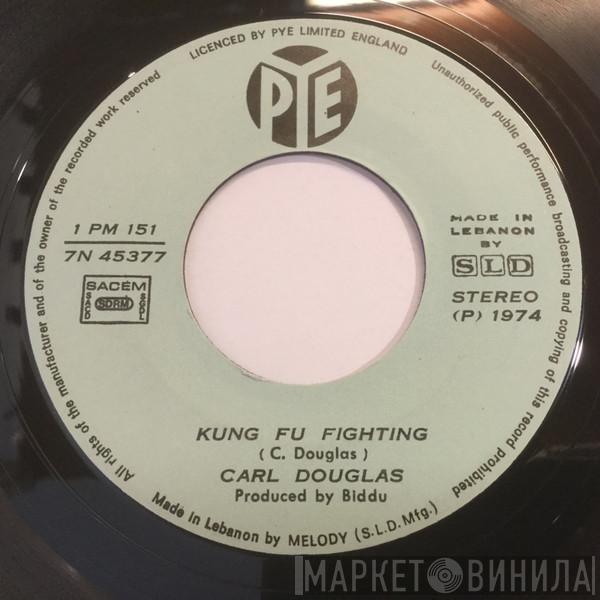 LICENCED BY PYE LIMITED ENGLAND
PYE
All rights of the manufacturer and of the owner of the recorded work reserved
Unauthorized public performance broadcasting and copying of this record prohibited
1 PM 151
7N 45377
SACEM
SACD
SDRM
SGDL
MADE IN
LEBANON
BY
SLD
STEREO
(P) 1974
KUNG FU FIGHTING
( C. Douglas )
CARL DOUGLAS
Produced by Biddu
Made in Lebanon by MELODY (S.L.D. Mfg.)
МАРКЕТ ВИНИЛА